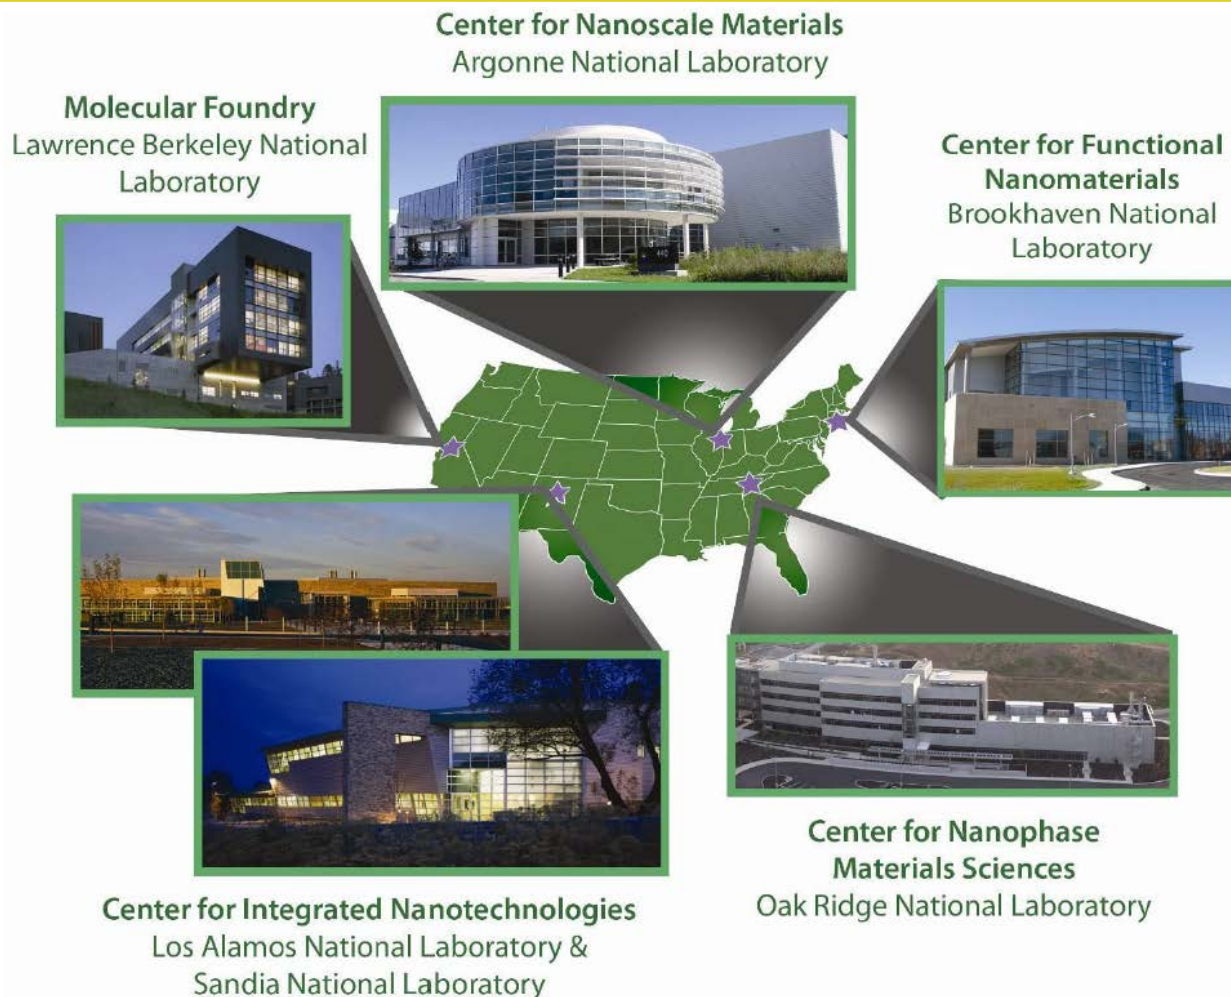 Center for Nanoscale Materials
Argonne National Laboratory
Molecular Foundry
Lawrence Berkeley National
Laboratory
Center for Functional
Nanomaterials
Brookhaven National
Laboratory
440
Center for Integrated Nanotechnologies
Los Alamos National Laboratory &
Sandia National Laboratory
Center for Nanophase
Materials Sciences
Oak Ridge National Laboratory